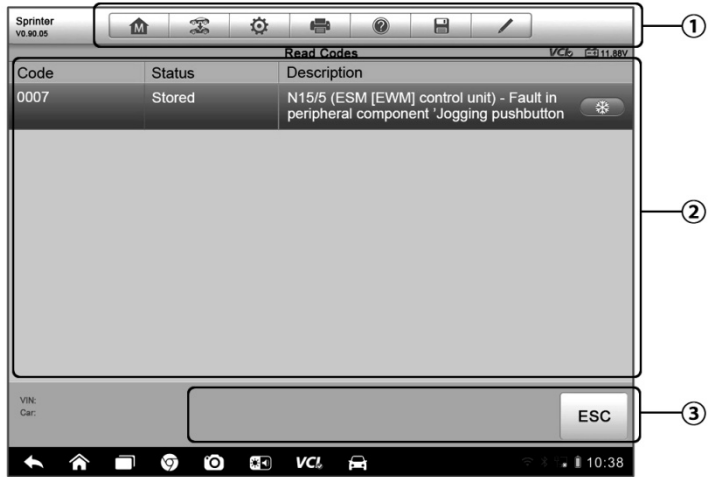 Sprinter
V0.90.05
M
①
Read Codes
VCI 11.88V
Code Status Description
0007 Stored N15/5 (ESM [EWM] control unit) - Fault in
peripheral component 'Jogging pushbutton
②
VIN:
Car:
ESC
③
VCI
10:38